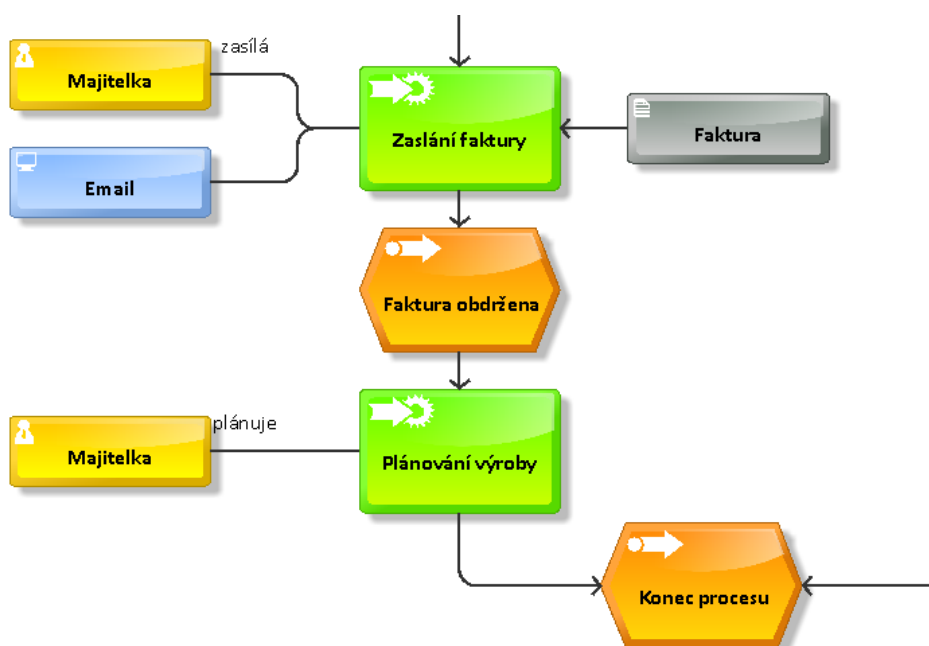 zasílá
Majitelka
Zaslání faktury
Faktura
Email
Faktura obdržena
plánuje
Majitelka
Plánování výroby
Konec procesu